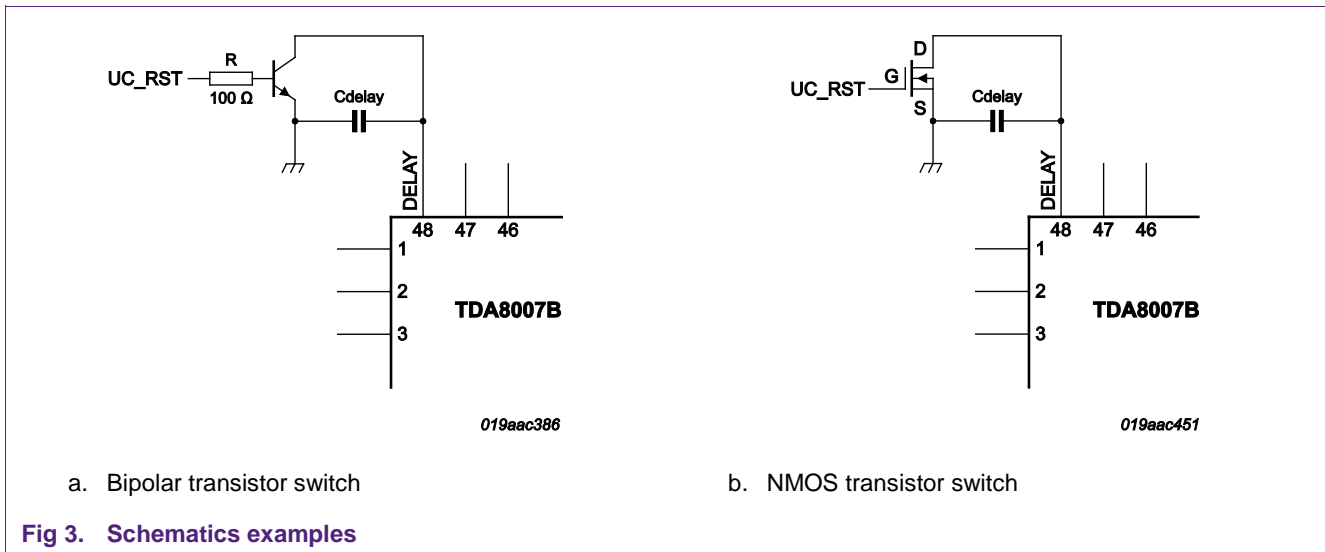 UC_RST
R
100 Ω
Cdelay
DELAY
48 47 46
1
2
3
TDA8007B
019aac386
a. Bipolar transistor switch
UC_RST
D
G
S
Cdelay
DELAY
48 47 46
1
2
3
TDA8007B
019aac451
b. NMOS transistor switch
Fig 3. Schematics examples